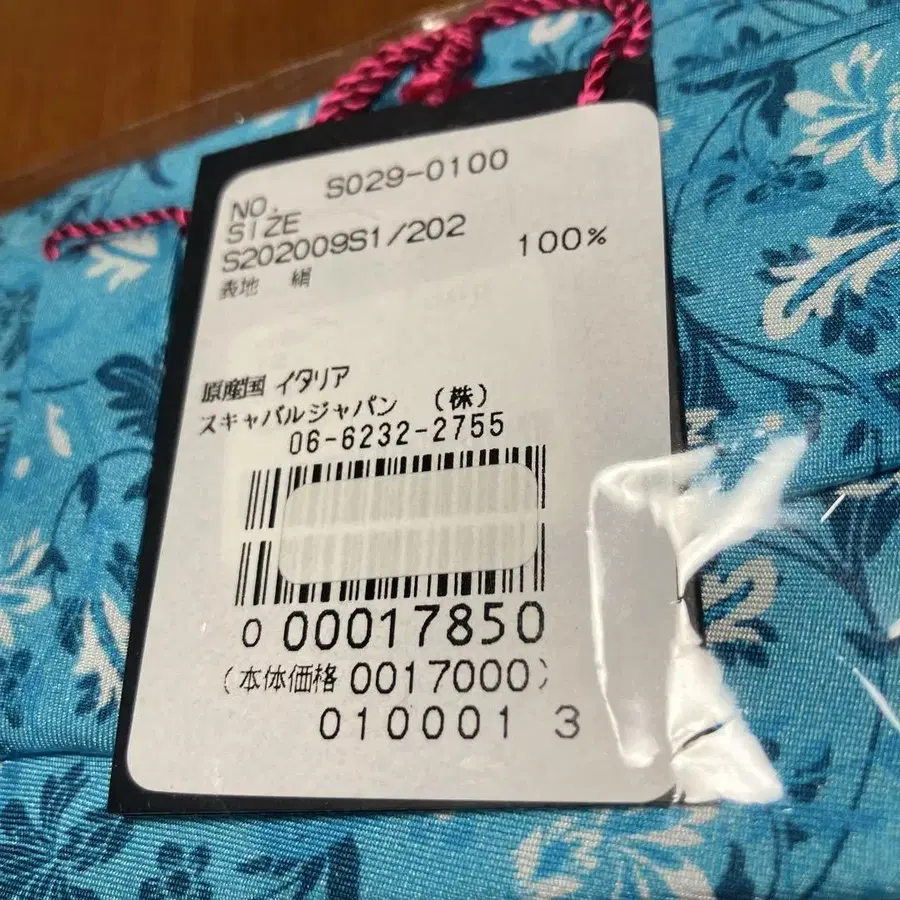 NO. S029-0100
SIZE
S202009S1/202
表地 絹 100%
原産国 イタリア
スキャバルジャパン (株)
06-6232-2755
0 00017850
(本体価格 0017000)
010001 3